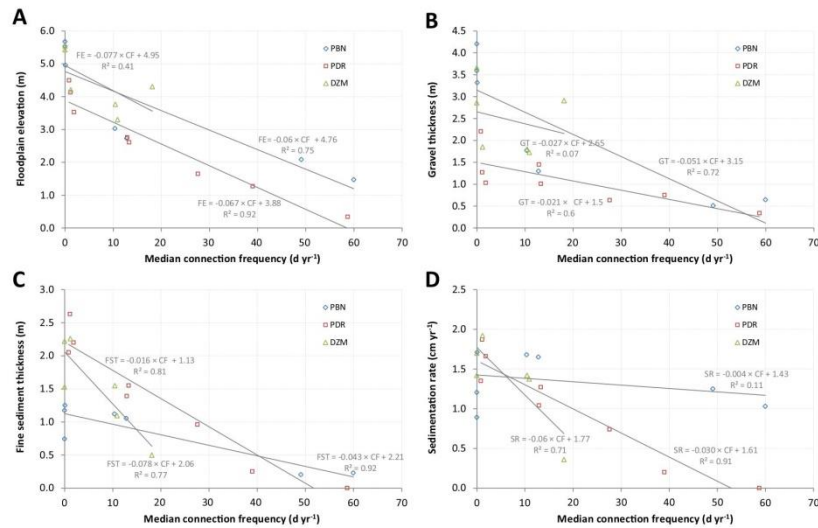 A
6.0
5.0
4.0
3.0
2.0
1.0
0.0
Floodplain elevation (m)
FE = -0.077 × CF + 4.95
R² = 0.41
PBN
PDR
DZM
FE= -0.06 × CF + 4.76
R² = 0.75
FE = -0.067 × CF + 3.88
R² = 0.92
0 10 20 30 40 50 60 70
Median connection frequency (d yr⁻¹)
B
4.5
4.0
3.5
3.0
2.5
2.0
1.5
1.0
0.5
0.0
Gravel thickness (m)
PBN
PDR
DZM
GT = -0.027 × CF + 2.65
R² = 0.07
GT = -0.051 × CF + 3.15
R² = 0.72
GT = -0.021 × CF + 1.5
R² = 0.6
0 10 20 30 40 50 60 70
Median connection frequency (d yr⁻¹)
C
3.0
2.5
2.0
1.5
1.0
0.5
0.0
Fine sediment thickness (m)
PBN
PDR
DZM
FST = -0.016 × CF + 1.13
R² = 0.81
FST = -0.078 × CF + 2.06
R² = 0.77
FST = -0.043 × CF + 2.21
R² = 0.92
0 10 20 30 40 50 60 70
Median connection frequency (d yr⁻¹)
D
2.5
2.0
1.5
1.0
0.5
0.0
Sedimentation rate (cm yr⁻¹)
PBN
PDR
DZM
SR = -0.004 × CF + 1.43
R² = 0.11
SR = -0.06 × CF + 1.77
R² = 0.71
SR = -0.030 × CF + 1.61
R² = 0.91
0 10 20 30 40 50 60 70
Median connection frequency (d yr⁻¹)